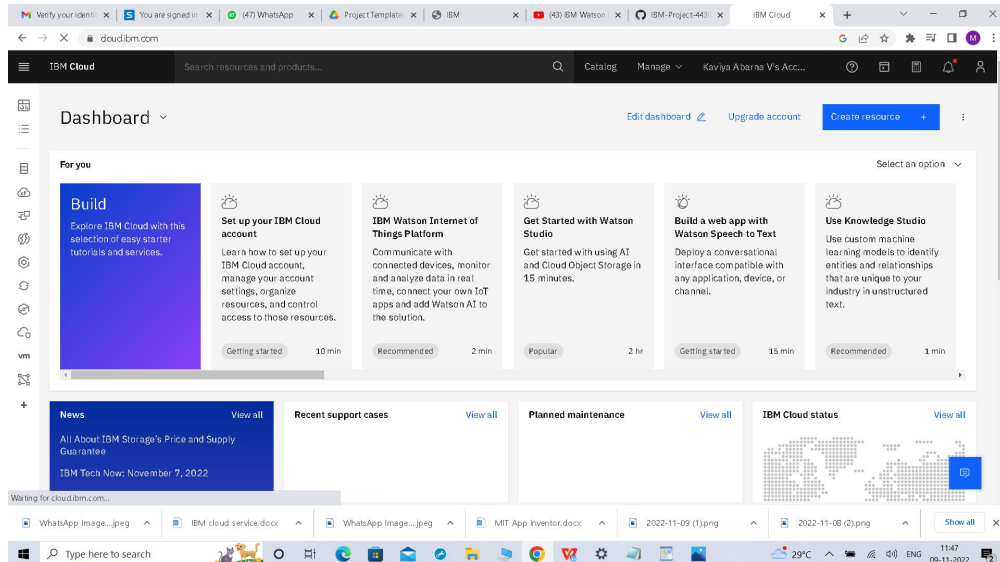 Verify your identit
You are signed in
(47) WhatsApp
Project Template
IBM
(43) IBM Watson
IBM-Project-443
IBM Cloud
cloud.ibm.com
M
IBM Cloud
Search resources and products...
Catalog
Manage
Kaviya Abarna V's Acc...
Dashboard
Edit dashboard
Upgrade account
Create resource +
For you
Select an option
Build
Explore IBM Cloud with this
selection of easy starter
tutorials and services.
Set up your IBM Cloud
account
Learn how to set up your
IBM Cloud account,
manage your account
settings, organize
resources, and control
access to those resources.
Getting started 10 min
IBM Watson Internet of
Things Platform
Communicate with
connected devices, monitor
and analyze data in real
time, connect your own IoT
apps and add Watson AI to
the solution.
Recommended 2 min
Get Started with Watson
Studio
Get started with using AI
and Cloud Object Storage in
15 minutes.
Popular 2 hr
Build a web app with
Watson Speech to Text
Deploy a conversational
interface compatible with
any application, device, or
channel.
Getting started 15 min
Use Knowledge Studio
Use custom machine
learning models to identify
entities and relationships
that are unique to your
industry in unstructured
text.
Recommended 1 min
vm
News View all
All About IBM Storage's Price and Supply
Guarantee
IBM Tech Now: November 7, 2022
Recent support cases View all
Planned maintenance View all
IBM Cloud status View all
Waiting for cloud.ibm.com...
WhatsApp Image....jpeg
IBM cloud service.docx
WhatsApp Image....jpeg
MIT App Inventor.docx
2022-11-09 (1).png
2022-11-08 (2).png
Show all
Type here to search
29°C
ENG
11:47
09-11-2022
2